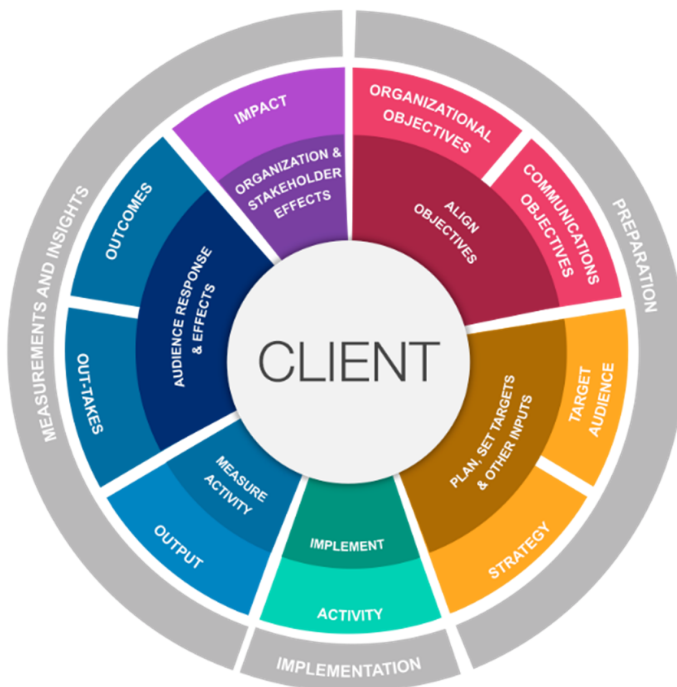 CLIENT
PREPARATION
ORGANIZATIONAL
OBJECTIVES
COMMUNICATIONS
OBJECTIVES
ALIGN
OBJECTIVES
TARGET
AUDIENCE
STRATEGY
PLAN, SET TARGETS
& OTHER INPUTS
IMPLEMENTATION
ACTIVITY
IMPLEMENT
MEASUREMENTS AND INSIGHTS
OUTPUT
MEASURE
ACTIVITY
OUT-TAKES
OUTCOMES
AUDIENCE RESPONSE
& EFFECTS
IMPACT
ORGANIZATION &
STAKEHOLDER
EFFECTS